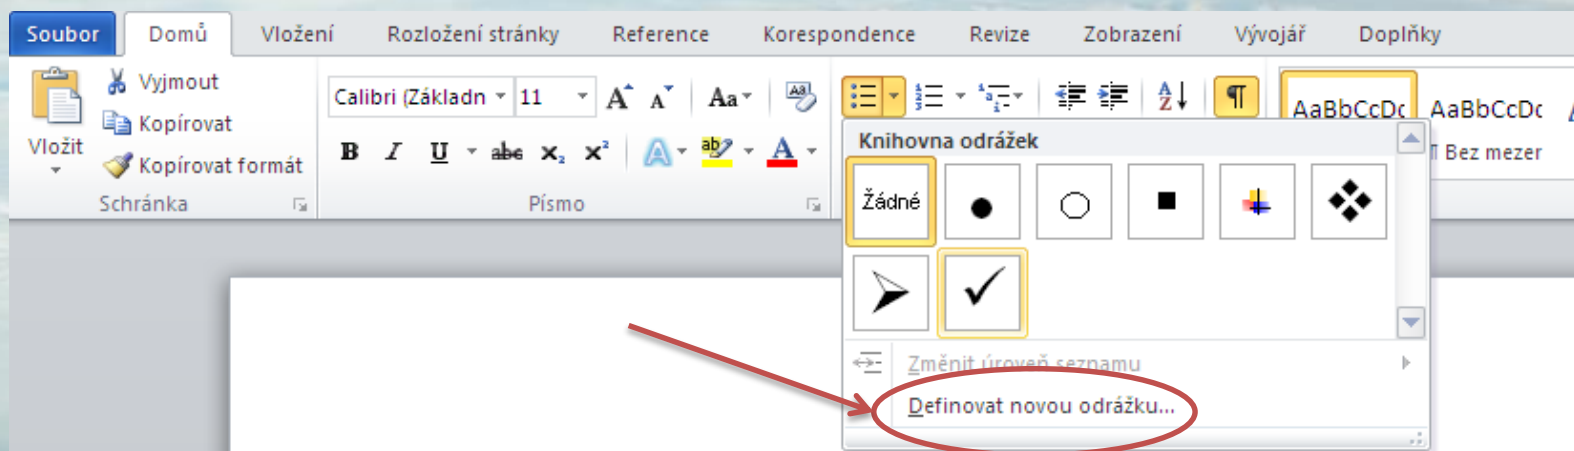 Soubor Domů Vložení Rozložení stránky Reference Korespondence Revize Zobrazení Vývojář Doplňky
Vložit
Vyjmout
Kopírovat
Kopírovat formát
Schránka
Calibri (Základn 11 A A Aa
B I U abc x₂ x² A ab A
Písmo
AaBbCcDc AaBbCcDc
¶ Bez mezer
Knihovna odrážek
Žádné
Změnit úroveň seznamu
Definovat novou odrážku...